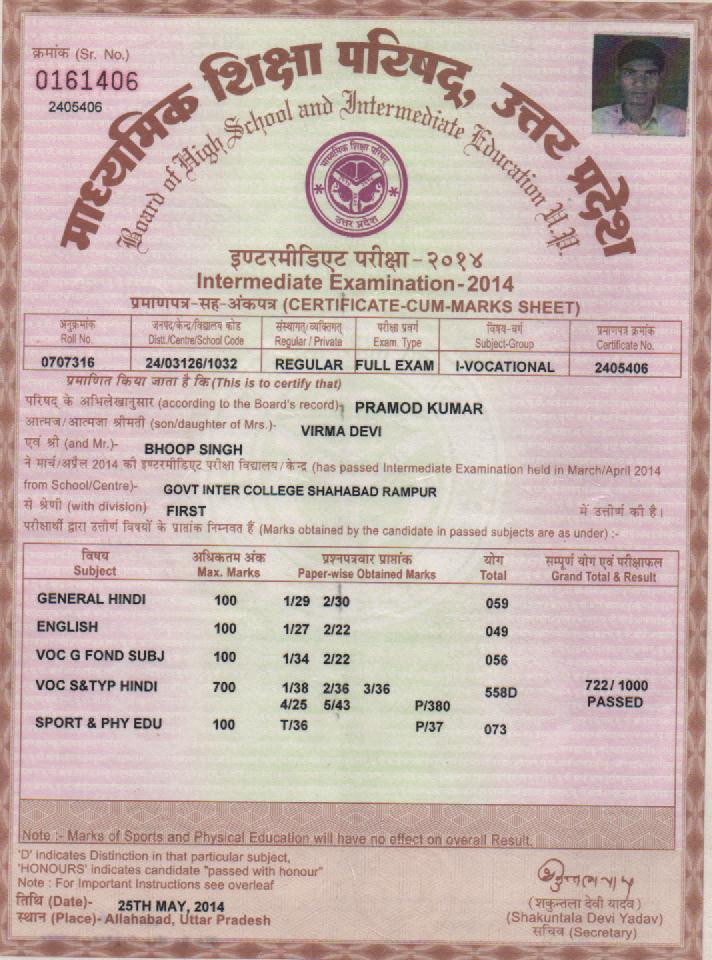 क्रमांक (Sr. No.)
0161406
2405406
माध्यमिक शिक्षा परिषद्, उत्तर प्रदेश
Board of High School and Intermediate Education U.P.
माध्यमिक शिक्षा परिषद्
उत्तर प्रदेश
इण्टरमीडिएट परीक्षा - २०१४
Intermediate Examination - 2014
प्रमाणपत्र-सह-अंकपत्र (CERTIFICATE-CUM-MARKS SHEET)
अनुक्रमांक जनपद/केन्द्र/विद्यालय कोड संस्थागत/व्यक्तिगत परीक्षा प्रवर्ग विषय-वर्ग प्रमाणपत्र क्रमांक
Roll No. Distt./Centre/School Code Regular / Private Exam. Type Subject-Group Certificate No.
0707316 24/03126/1032 REGULAR FULL EXAM I-VOCATIONAL 2405406
प्रमाणित किया जाता है कि (This is to certify that)
परिषद् के अभिलेखानुसार (according to the Board's record)- PRAMOD KUMAR
आत्मज/आत्मजा श्रीमती (son/daughter of Mrs.)- VIRMA DEVI
एवं श्री (and Mr.)- BHOOP SINGH
ने मार्च/अप्रैल 2014 की इण्टरमीडिएट परीक्षा विद्यालय/केन्द्र (has passed Intermediate Examination held in March/April 2014
from School/Centre)- GOVT INTER COLLEGE SHAHABAD RAMPUR
से श्रेणी (with division) FIRST में उत्तीर्ण की है।
परीक्षार्थी द्वारा उत्तीर्ण विषयों के प्राप्तांक निम्नवत हैं (Marks obtained by the candidate in passed subjects are as under) :-
विषय अधिकतम अंक प्रश्नपत्रवार प्राप्तांक योग सम्पूर्ण योग एवं परीक्षाफल
Subject Max. Marks Paper-wise Obtained Marks Total Grand Total & Result
GENERAL HINDI 100 1/29 2/30 059
ENGLISH 100 1/27 2/22 049
VOC G FOND SUBJ 100 1/34 2/22 056
VOC S&TYP HINDI 700 1/38 2/36 3/36 558D 722 / 1000
4/25 5/43 P/380 PASSED
SPORT & PHY EDU 100 T/36 P/37 073
Note :- Marks of Sports and Physical Education will have no effect on overall Result.
'D' indicates Distinction in that particular subject,
'HONOURS' indicates candidate "passed with honour"
Note : For Important Instructions see overleaf
तिथि (Date)- 25TH MAY, 2014
स्थान (Place)- Allahabad, Uttar Pradesh
(शकुन्तला देवी यादव)
(Shakuntala Devi Yadav)
सचिव (Secretary)